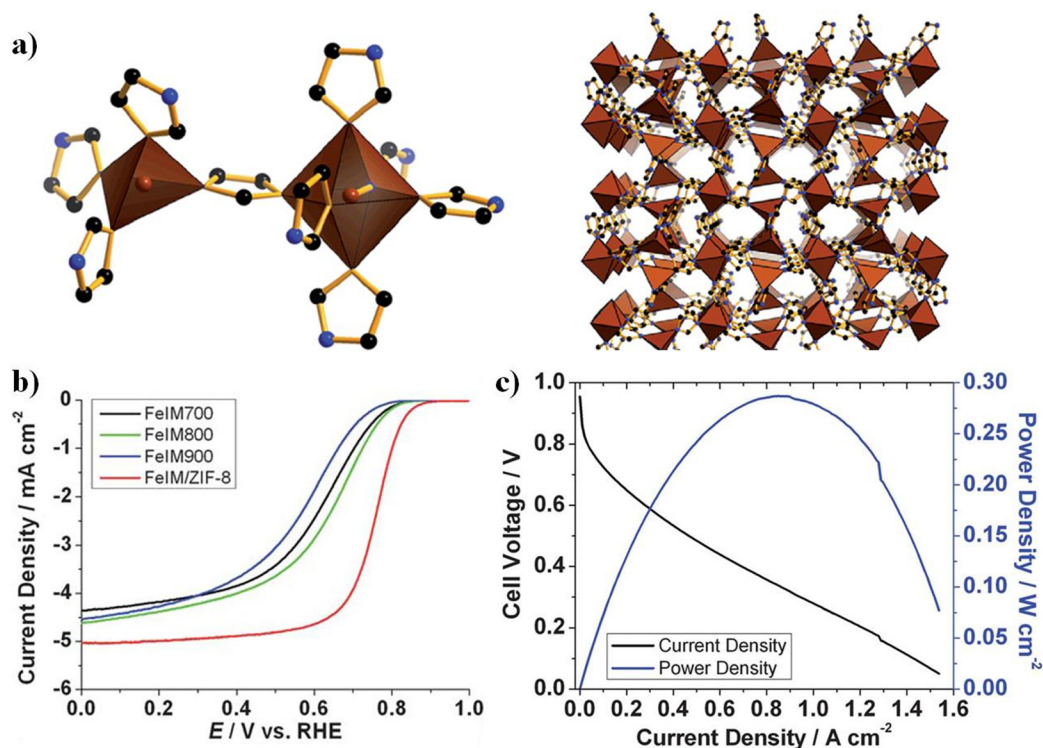 a)
b)
0
-1
-2
-3
-4
-5
-6
Current Density / mA cm-2
FeIM700
FeIM800
FeIM900
FeIM/ZIF-8
0.0 0.2 0.4 0.6 0.8 1.0
E / V vs. RHE
c)
1.0
0.8
0.6
0.4
0.2
0.0
Cell Voltage / V
Current Density
Power Density
0.30
0.25
0.20
0.15
0.10
0.05
0.00
Power Density / W cm-2
0.0 0.2 0.4 0.6 0.8 1.0 1.2 1.4 1.6
Current Density / A cm-2